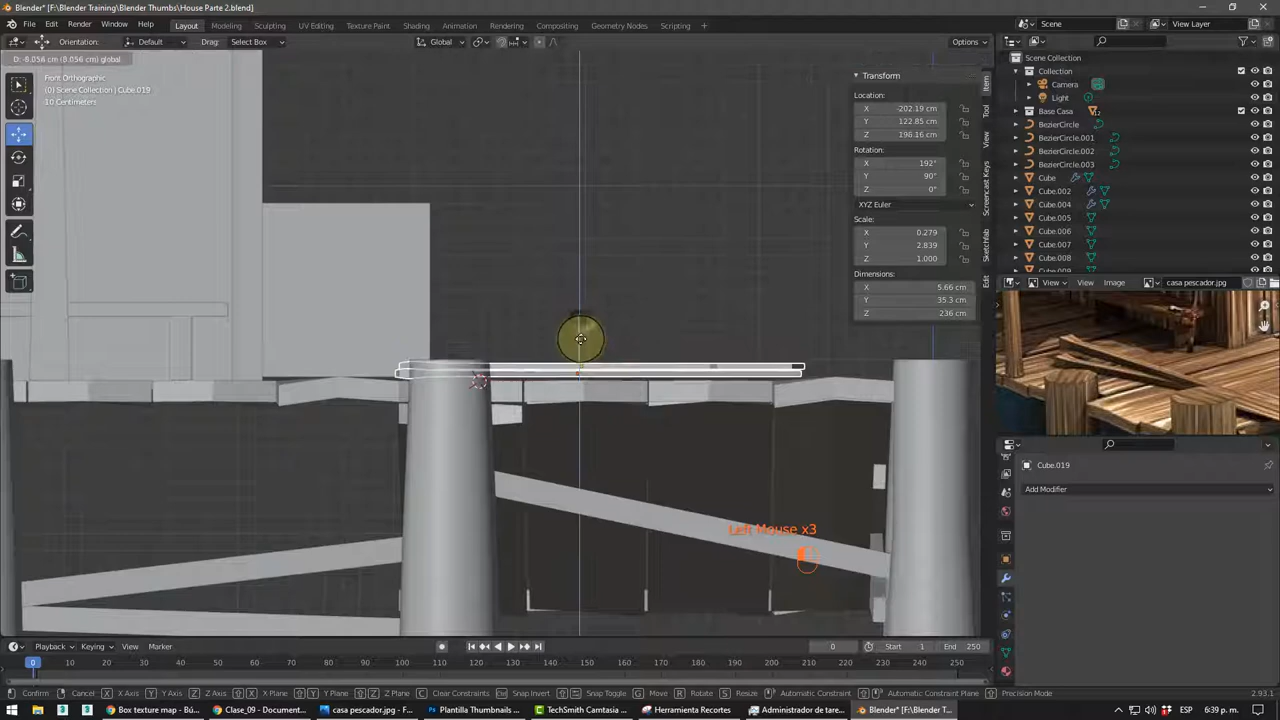 Blender* [F:\Blender Training\Blender Thumbs\House Parte 2.blend]
File Edit Render Window Help Layout Modeling Sculpting UV Editing Texture Paint Shading Animation Rendering Compositing Geometry Nodes Scripting + Scene View Layer
Orientation: Default Drag: Select Box Global Options
D: -8.056 cm (8.056 cm) global
Front Orthographic
(0) Scene Collection | Cube.019
10 Centimeters
Transform
Location:
X -202.19 cm
Y 122.85 cm
Z 196.16 cm
Rotation:
X 192°
Y 90°
Z 0°
XYZ Euler
Scale:
X 0.279
Y 2.839
Z 1.000
Dimensions:
X 5.66 cm
Y 35.3 cm
Z 236 cm
Item
Tool
View
Screencast Keys
Sketchfab
Edit
Scene Collection
Collection
Camera
Light
Base Casa 12
BezierCircle
BezierCircle.001
BezierCircle.002
BezierCircle.003
Cube
Cube.002
Cube.004
Cube.005
Cube.006
Cube.007
Cube.008
Cube.009
View View Image casa pescador.jpg
Cube.019
Add Modifier
Left Mouse x3
Playback Keying View Marker 0 Start 1 End 250
0 10 20 30 40 50 60 70 80 90 100 110 120 130 140 150 160 170 180 190 200 210 220 230 240 250
Confirm Cancel X X Axis Y Y Axis Z Z Axis X X Plane Y Y Plane Z Z Plane C Clear Constraints Snap Invert Snap Toggle G Move R Rotate S Resize Automatic Constraint Automatic Constraint Plane Precision Mode 2.93.1
Box texture map - Bú... Clase_09 - Document... casa pescador.jpg - F... Plantilla Thumbnails ... TechSmith Camtasia ... Herramienta Recortes Administrador de tare... Blender* [F:\Blender T... ESP 6:39 p. m.